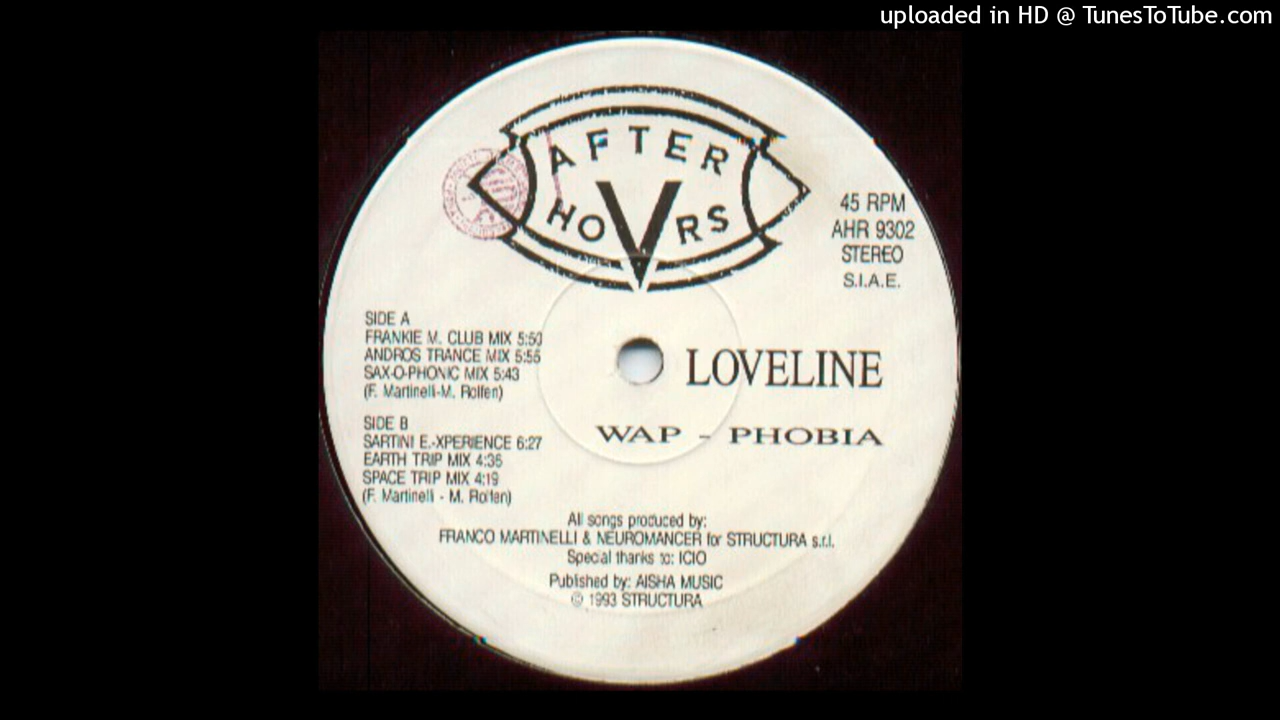 uploaded in HD @ TunesToTube.com
AFTER
HOVRS
45 RPM
AHR 9302
STEREO
S.I.A.E.
SIDE A
FRANKIE M. CLUB MIX 5:50
ANDROS TRANCE MIX 5:55
SAX-O-PHONIC MIX 5:43
(F. Martinelli-M. Rolfen)
LOVELINE
WAP - PHOBIA
SIDE B
SARTINI E.-XPERIENCE 6:27
EARTH TRIP MIX 4:35
SPACE TRIP MIX 4:19
(F. Martinelli - M. Rolfen)
All songs produced by:
FRANCO MARTINELLI & NEUROMANCER for STRUCTURA s.r.l.
Special thanks to: ICIO
Published by: AISHA MUSIC
© 1993 STRUCTURA